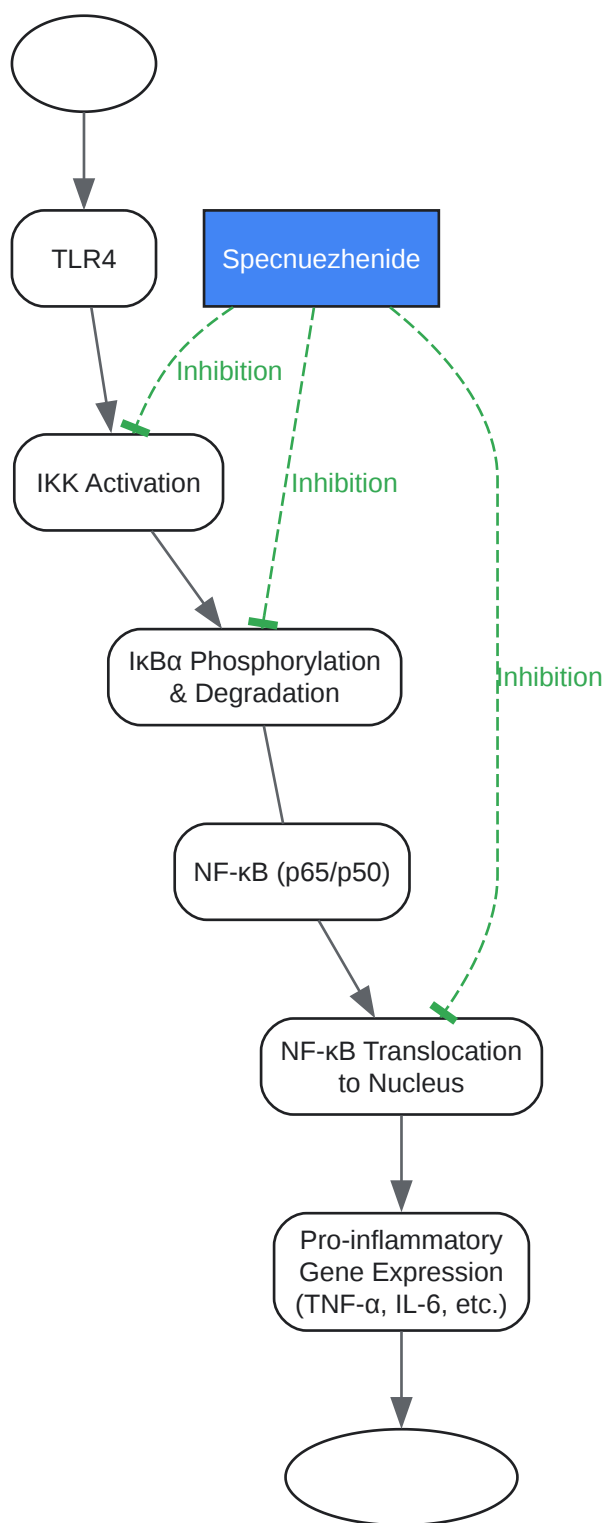 TLR4
Specnuezhenide
Inhibition
IKK Activation
Inhibition
IκBα Phosphorylation
& Degradation
Inhibition
NF-κB (p65/p50)
NF-κB Translocation
to Nucleus
Pro-inflammatory
Gene Expression
(TNF-α, IL-6, etc.)